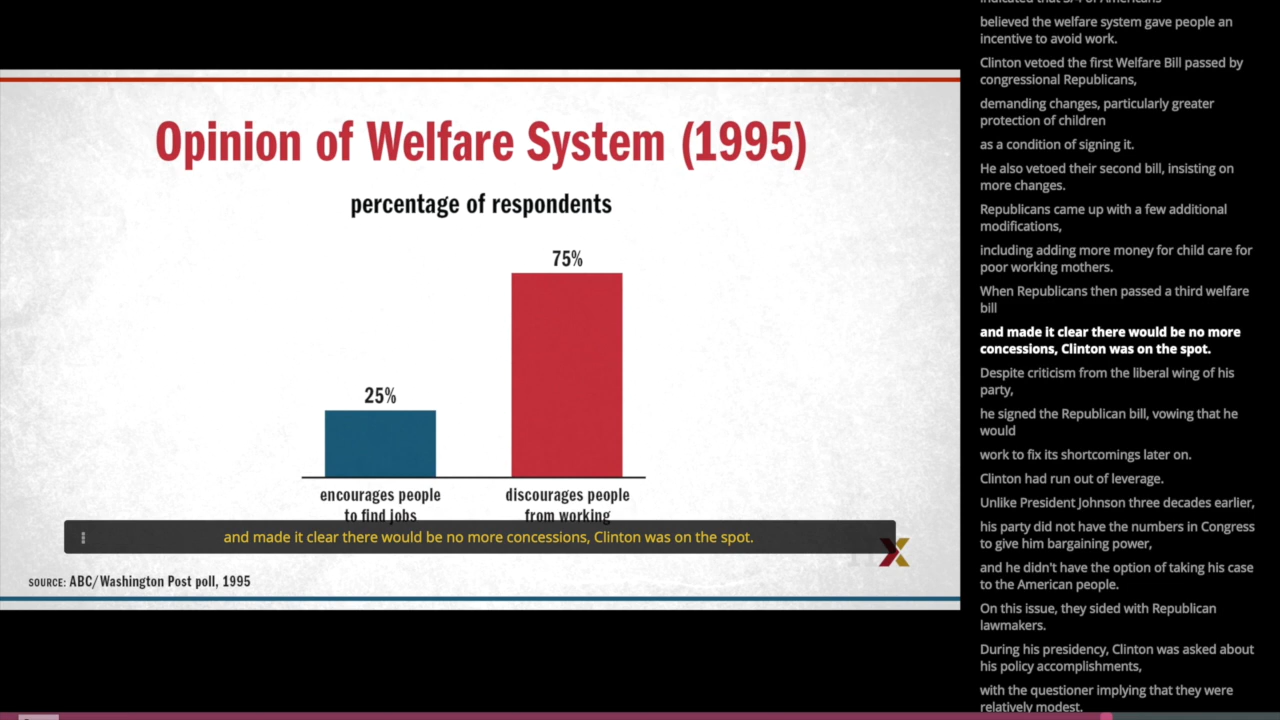 Opinion of Welfare System (1995)
percentage of respondents
75%
25%
encourages people
to find jobs
discourages people
from working
and made it clear there would be no more concessions, Clinton was on the spot.
SOURCE: ABC/Washington Post poll, 1995
believed the welfare system gave people an
incentive to avoid work.
Clinton vetoed the first Welfare Bill passed by
congressional Republicans,
demanding changes, particularly greater
protection of children
as a condition of signing it.
He also vetoed their second bill, insisting on
more changes.
Republicans came up with a few additional
modifications,
including adding more money for child care for
poor working mothers.
When Republicans then passed a third welfare
bill
and made it clear there would be no more
concessions, Clinton was on the spot.
Despite criticism from the liberal wing of his
party,
he signed the Republican bill, vowing that he
would
work to fix its shortcomings later on.
Clinton had run out of leverage.
Unlike President Johnson three decades earlier,
his party did not have the numbers in Congress
to give him bargaining power,
and he didn't have the option of taking his case
to the American people.
On this issue, they sided with Republican
lawmakers.
During his presidency, Clinton was asked about
his policy accomplishments,
with the questioner implying that they were
relatively modest.